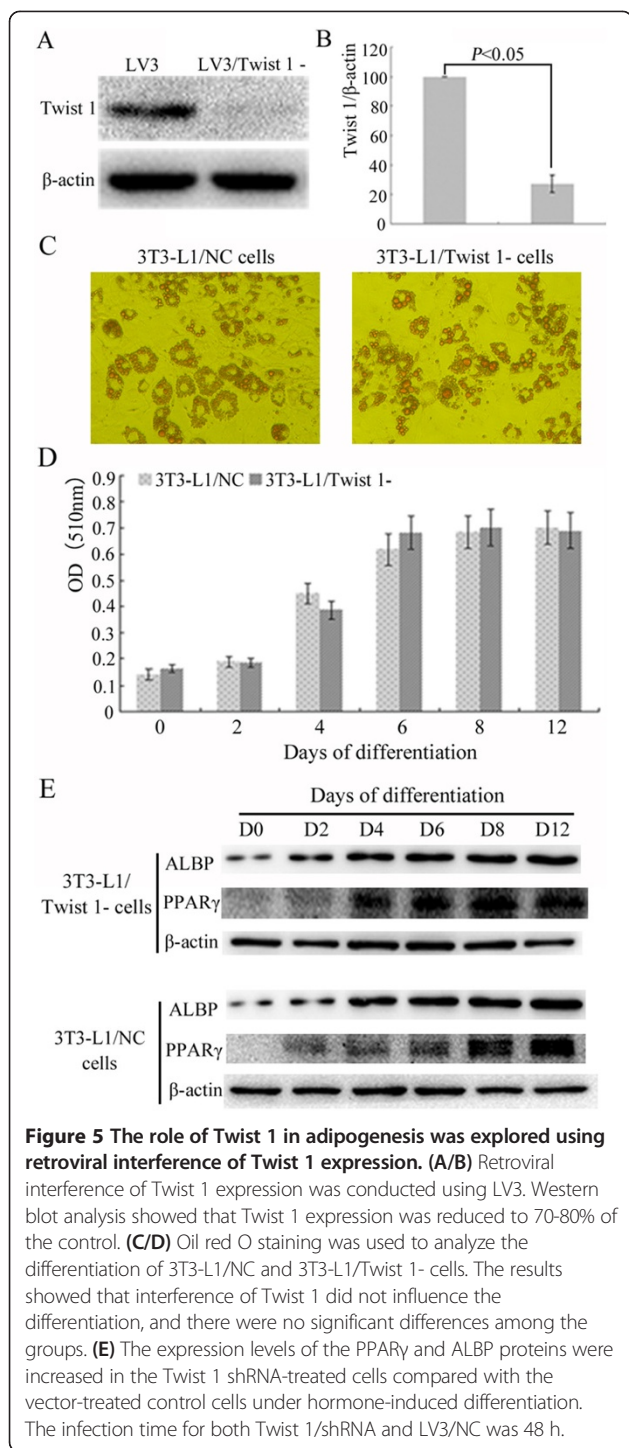 A
LV3 LV3/Twist 1 -
Twist 1
β-actin
B
Twist 1/β-actin
120
100
80
60
40
20
0
P<0.05
C
3T3-L1/NC cells 3T3-L1/Twist 1- cells
D
OD (510nm)
0.9
0.8
0.7
0.6
0.5
0.4
0.3
0.2
0.1
0
3T3-L1/NC 3T3-L1/Twist 1-
0 2 4 6 8 12
Days of differentiation
E
Days of differentiation
D0 D2 D4 D6 D8 D12
3T3-L1/
Twist 1- cells
ALBP
PPARγ
β-actin
3T3-L1/NC
cells
ALBP
PPARγ
β-actin
Figure 5 The role of Twist 1 in adipogenesis was explored using
retroviral interference of Twist 1 expression. (A/B) Retroviral
interference of Twist 1 expression was conducted using LV3. Western
blot analysis showed that Twist 1 expression was reduced to 70-80% of
the control. (C/D) Oil red O staining was used to analyze the
differentiation of 3T3-L1/NC and 3T3-L1/Twist 1- cells. The results
showed that interference of Twist 1 did not influence the
differentiation, and there were no significant differences among the
groups. (E) The expression levels of the PPARγ and ALBP proteins were
increased in the Twist 1 shRNA-treated cells compared with the
vector-treated control cells under hormone-induced differentiation.
The infection time for both Twist 1/shRNA and LV3/NC was 48 h.